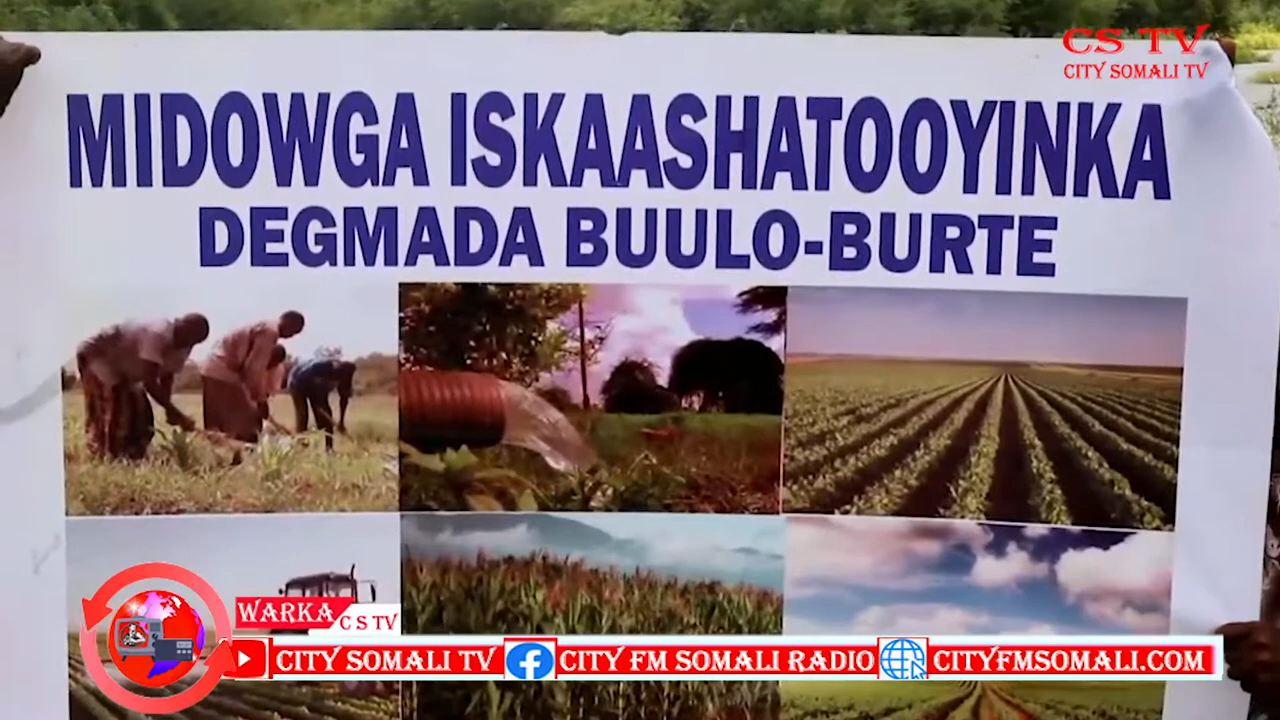 CS TV
CITY SOMALI TV
MIDOWGA ISKAASHATOOYINKA
DEGMADA BUULO-BURTE
WARKA
CS TV
CITY SOMALI TV
CITY FM SOMALI RADIO
CITYFMSOMALI.COM